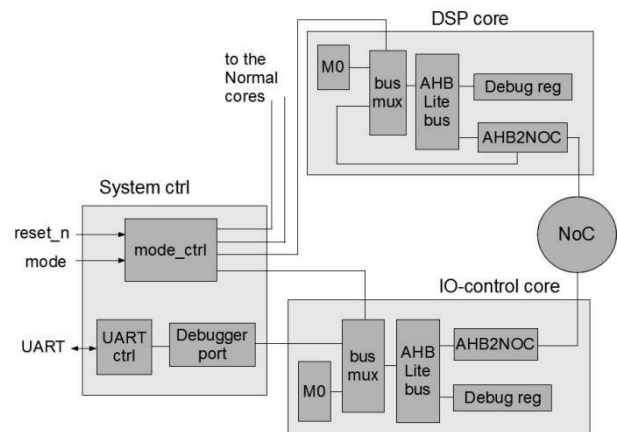 DSP core
to the
Normal
cores
M0
bus
mux
AHB
Lite
bus
Debug reg
AHB2NOC
System ctrl
reset_n
mode
mode_ctrl
NoC
IO-control core
UART
UART
ctrl
Debugger
port
bus
mux
M0
AHB
Lite
bus
AHB2NOC
Debug reg